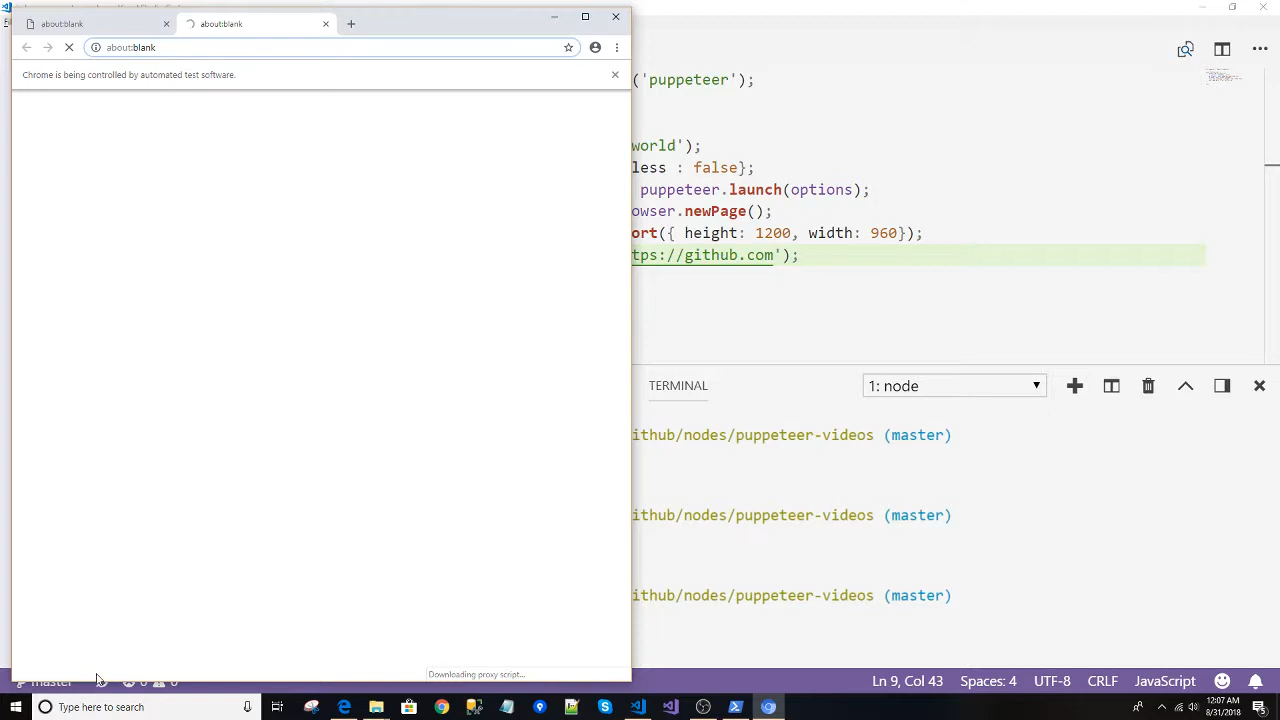 about:blank
about:blank
about:blank
Chrome is being controlled by automated test software.
('puppeteer');
world');
less : false};
puppeteer.launch(options);
owser.newPage();
ort({ height: 1200, width: 960});
tps://github.com');
TERMINAL
1: node
ithub/nodes/puppeteer-videos (master)
ithub/nodes/puppeteer-videos (master)
ithub/nodes/puppeteer-videos (master)
Downloading proxy script...
master
Ln 9, Col 43
Spaces: 4
UTF-8
CRLF
JavaScript
Type here to search
12:07 AM
8/31/2018